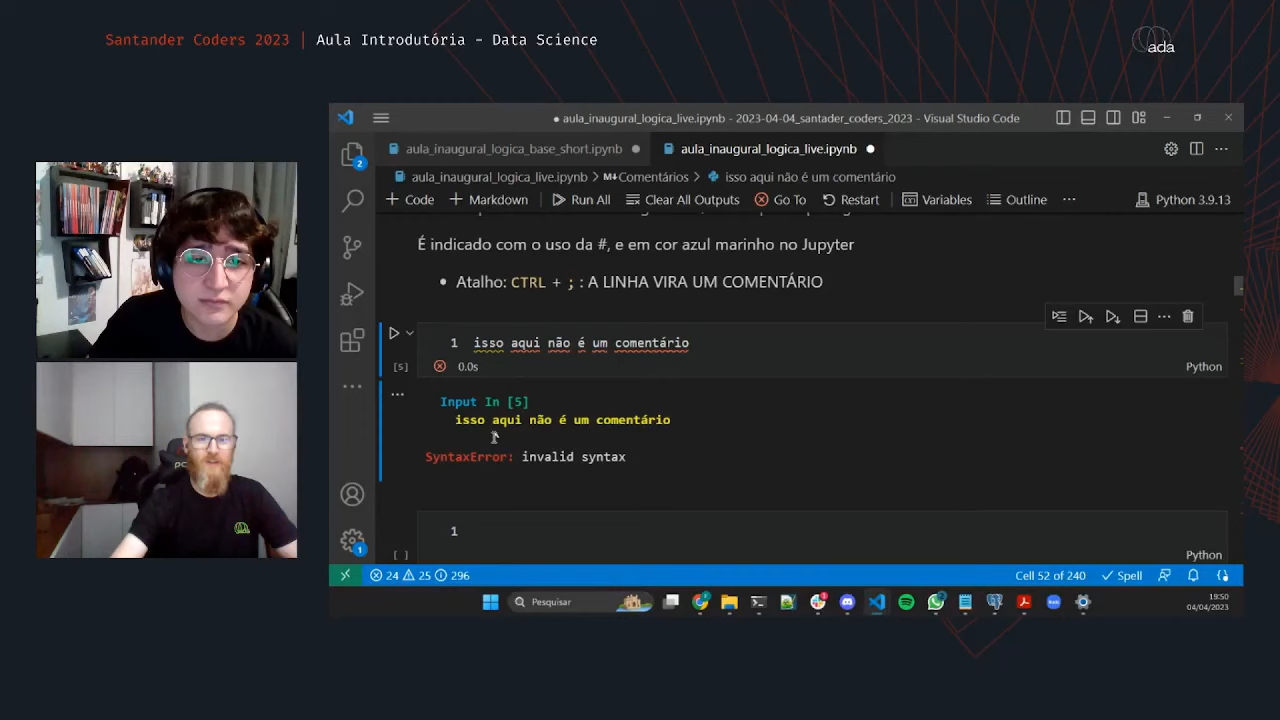 Santander Coders 2023 | Aula Introdutória - Data Science
ada
● aula_inaugural_logica_live.ipynb - 2023-04-04_santader_coders_2023 - Visual Studio Code
aula_inaugural_logica_base_short.ipynb ● aula_inaugural_logica_live.ipynb ●
aula_inaugural_logica_live.ipynb > M↓Comentários > isso aqui não é um comentário
+ Code + Markdown Run All Clear All Outputs Go To Restart Variables Outline ... Python 3.9.13
É indicado com o uso da #, e em cor azul marinho no Jupyter
• Atalho: CTRL + ; : A LINHA VIRA UM COMENTÁRIO
1 isso aqui não é um comentário
[5] 0.0s Python
Input In [5]
isso aqui não é um comentário
SyntaxError: invalid syntax
1
[ ] Python
2
1
24 25 296 Cell 52 of 240 Spell
Pesquisar
19:50
04/04/2023